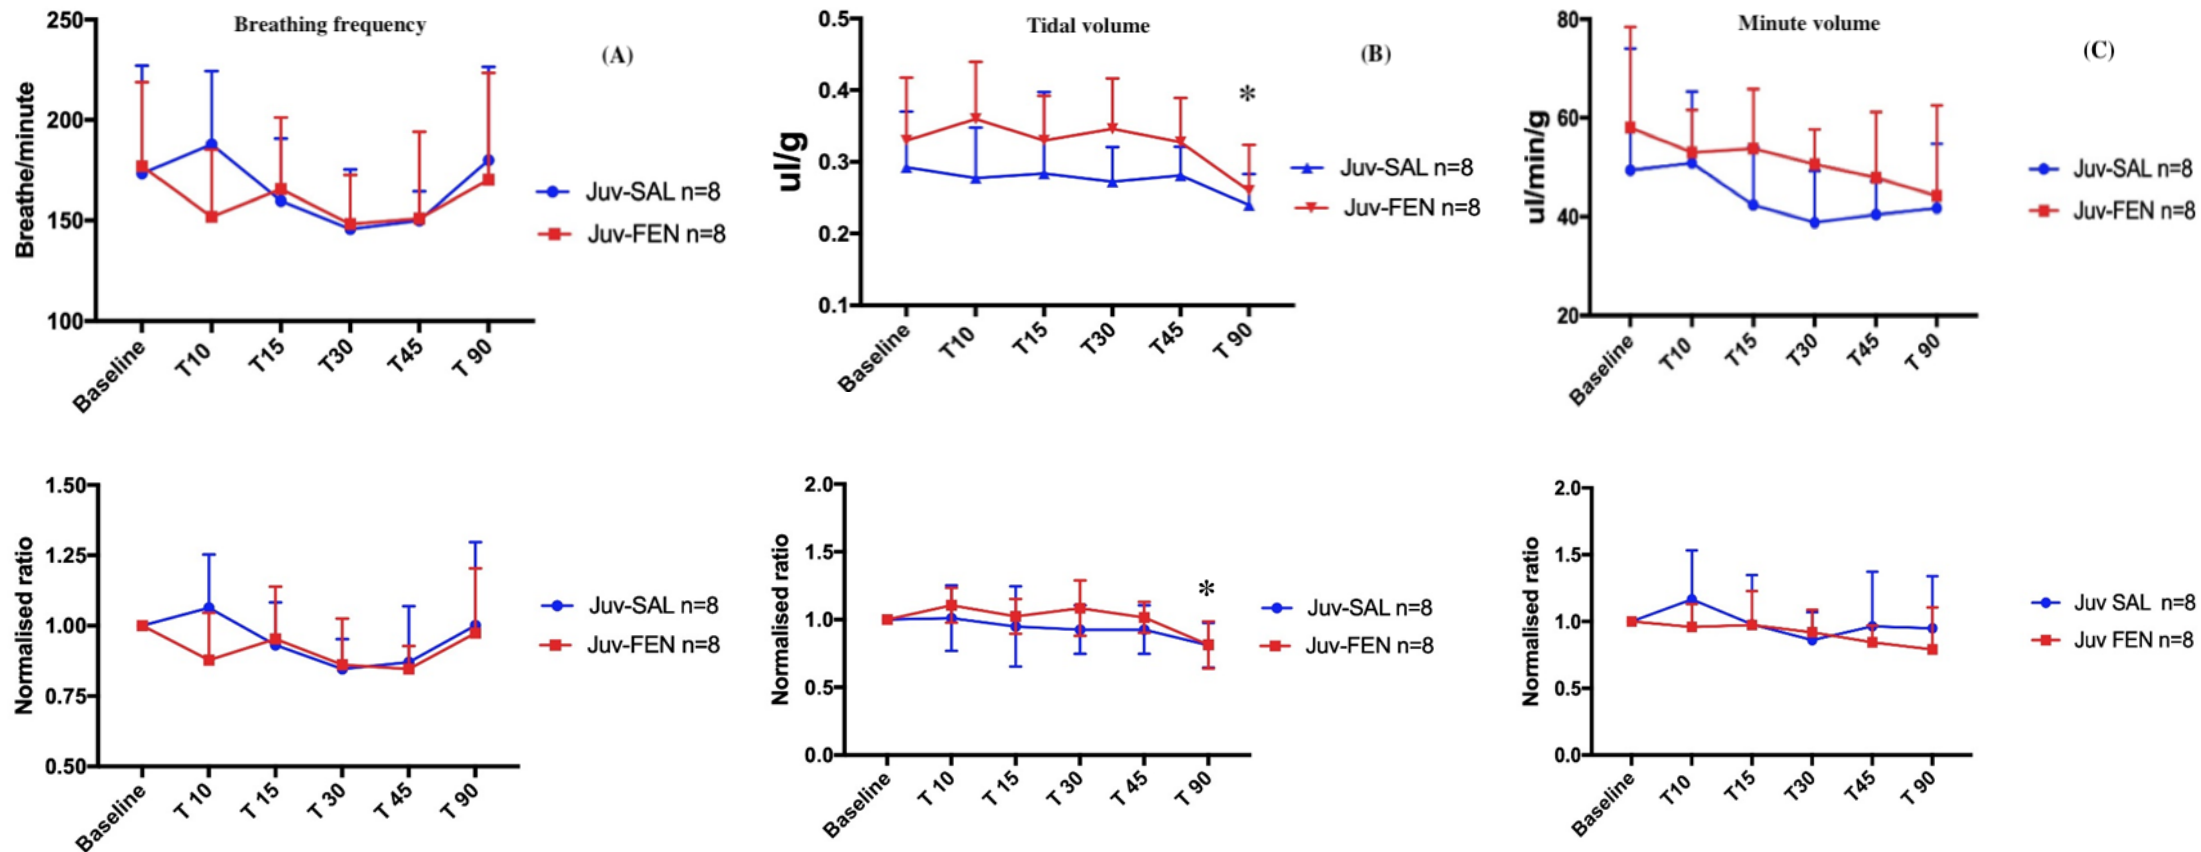 Breathing frequency
(A)
Breathe/minute
250
200
150
100
Baseline
T10
T15
T30
T45
T 90
Juv-SAL n=8
Juv-FEN n=8
Tidal volume
(B)
ul/g
0.5
0.4
0.3
0.2
0.1
Baseline
T10
T15
T30
T45
T 90
*
Juv-SAL n=8
Juv-FEN n=8
Minute volume
(C)
ul/min/g
80
60
40
20
Baseline
T10
T15
T30
T45
T 90
Juv-SAL n=8
Juv-FEN n=8
Normalised ratio
1.50
1.25
1.00
0.75
0.50
Baseline
T 10
T 15
T 30
T 45
T 90
Juv-SAL n=8
Juv-FEN n=8
Normalised ratio
2.0
1.5
1.0
0.5
0.0
Baseline
T 10
T 15
T 30
T 45
T 90
*
Juv-SAL n=8
Juv-FEN n=8
Normalised ratio
2.0
1.5
1.0
0.5
0.0
Baseline
T10
T15
T30
T45
T 90
Juv SAL n=8
Juv FEN n=8